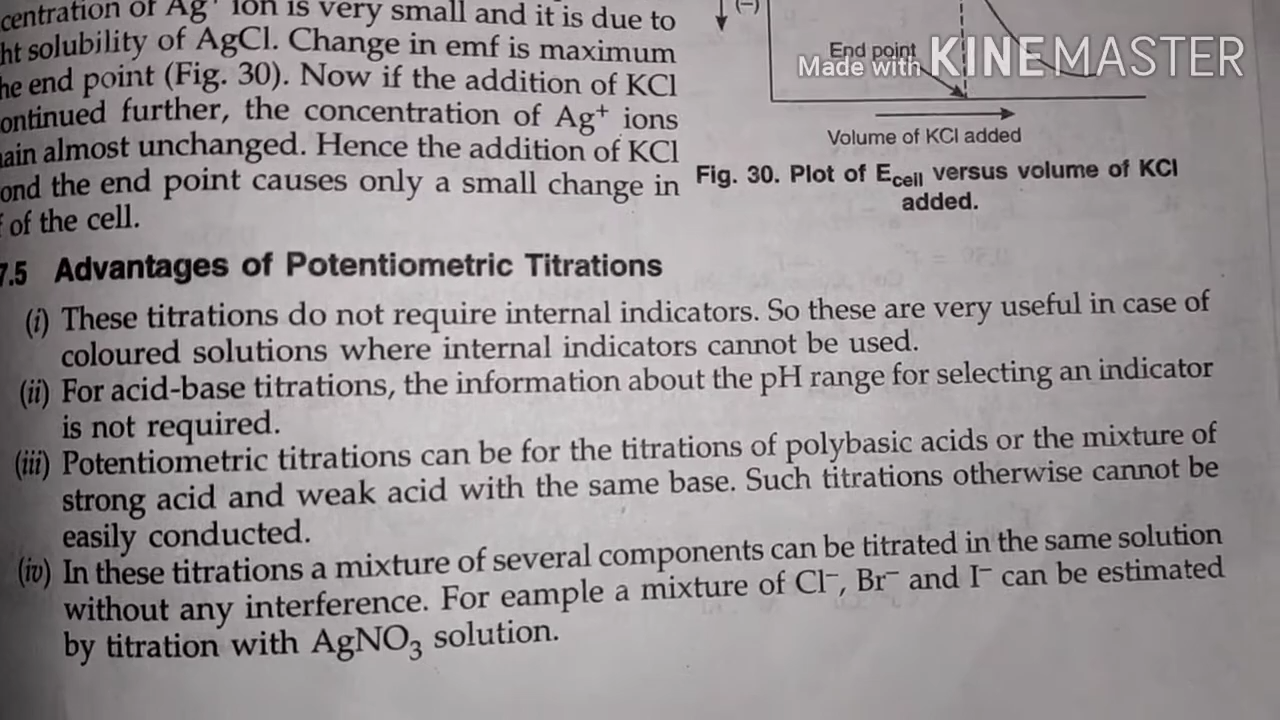 centration of Ag+ ion is very small and it is due to
ht solubility of AgCl. Change in emf is maximum
he end point (Fig. 30). Now if the addition of KCl
ontinued further, the concentration of Ag+ ions
ain almost unchanged. Hence the addition of KCl
ond the end point causes only a small change in
of the cell.
(–)
End point
Made with KINEMASTER
Volume of KCl added
Fig. 30. Plot of Ecell versus volume of KCl
added.
7.5 Advantages of Potentiometric Titrations
(i) These titrations do not require internal indicators. So these are very useful in case of
coloured solutions where internal indicators cannot be used.
(ii) For acid-base titrations, the information about the pH range for selecting an indicator
is not required.
(iii) Potentiometric titrations can be for the titrations of polybasic acids or the mixture of
strong acid and weak acid with the same base. Such titrations otherwise cannot be
easily conducted.
(iv) In these titrations a mixture of several components can be titrated in the same solution
without any interference. For eample a mixture of Cl–, Br– and I– can be estimated
by titration with AgNO3 solution.